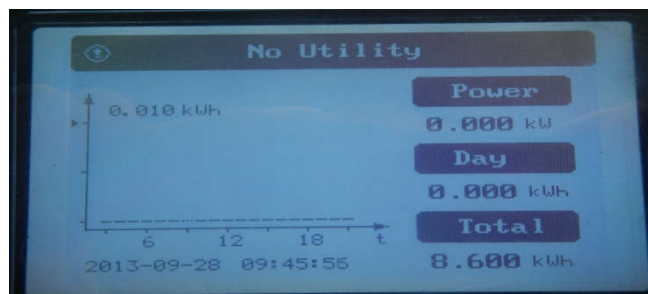 No Utility
0.010 kWh
Power
0.000 kW
Day
0.000 kWh
Total
8.600 kWh
6 12 18 t
2013-09-28 09:45:56